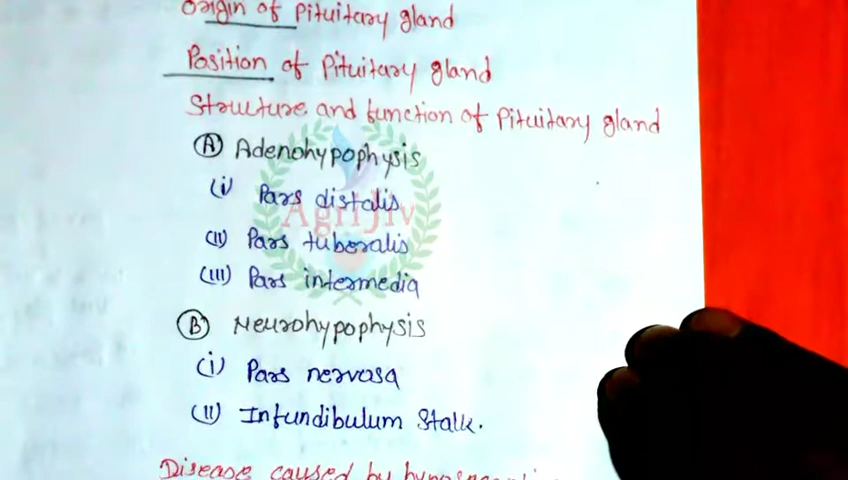 Origin of Pituitary gland
Position of Pituitary gland
Structure and function of Pituitary gland
(A) Adenohypophysis
(i) Pars distalis
AgriJiv
(ii) Pars tuberalis
(iii) Pars intermedia
(B) Neurohypophysis
(i) Pars nervosa
(ii) Infundibulum Stalk.
Disease caused by